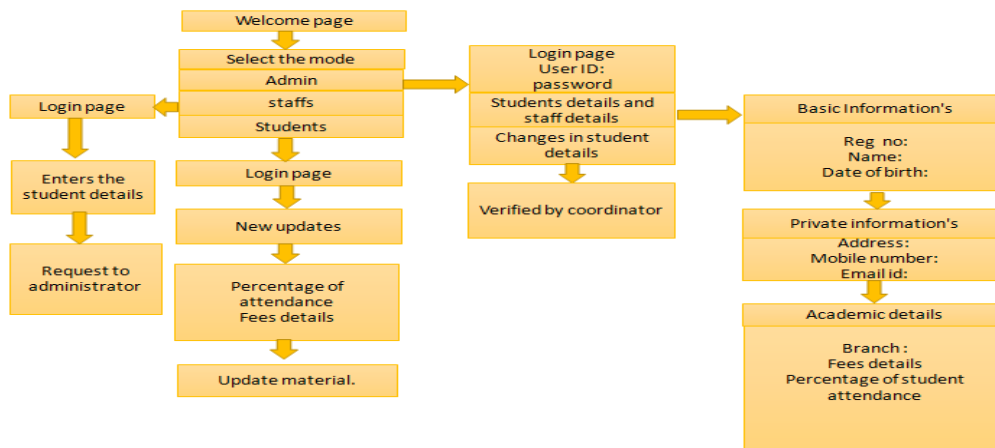 Welcome page
Select the mode
Admin
staffs
Students
Login page
Enters the
student details
Request to
administrator
Login page
New updates
Percentage of
attendance
Fees details
Update material.
Login page
User ID:
password
Students details and
staff details
Changes in student
details
Verified by coordinator
Basic Information's
Reg no:
Name:
Date of birth:
Private information's
Address:
Mobile number:
Email id:
Academic details
Branch :
Fees details
Percentage of student
attendance